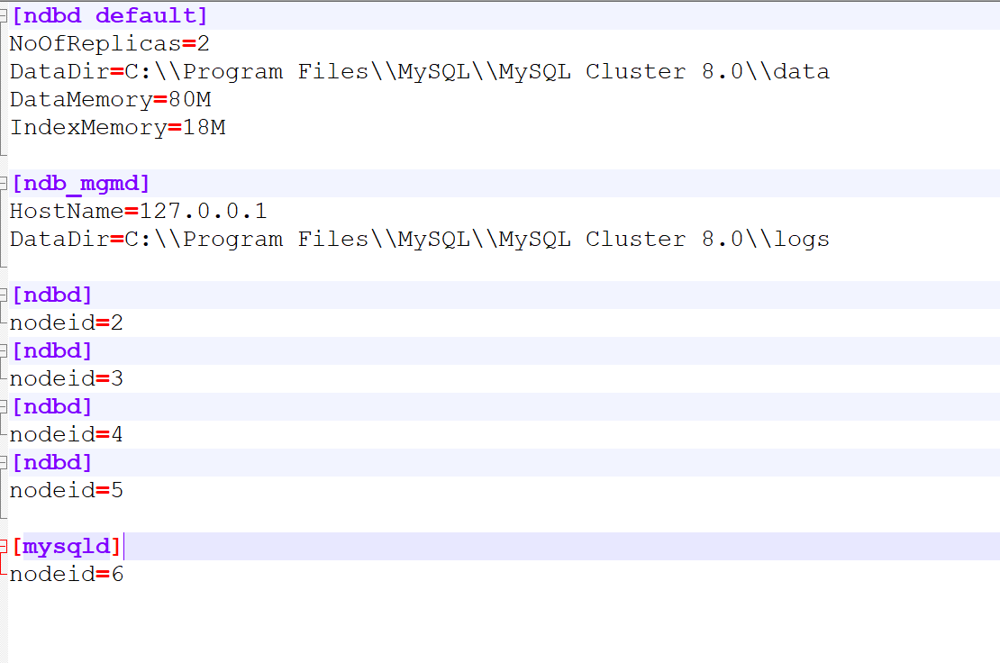 [ndbd default]
NoOfReplicas=2
DataDir=C:\\Program Files\\MySQL\\MySQL Cluster 8.0\\data
DataMemory=80M
IndexMemory=18M
[ndb_mgmd]
HostName=127.0.0.1
DataDir=C:\\Program Files\\MySQL\\MySQL Cluster 8.0\\logs
[ndbd]
nodeid=2
[ndbd]
nodeid=3
[ndbd]
nodeid=4
[ndbd]
nodeid=5
[mysqld]
nodeid=6